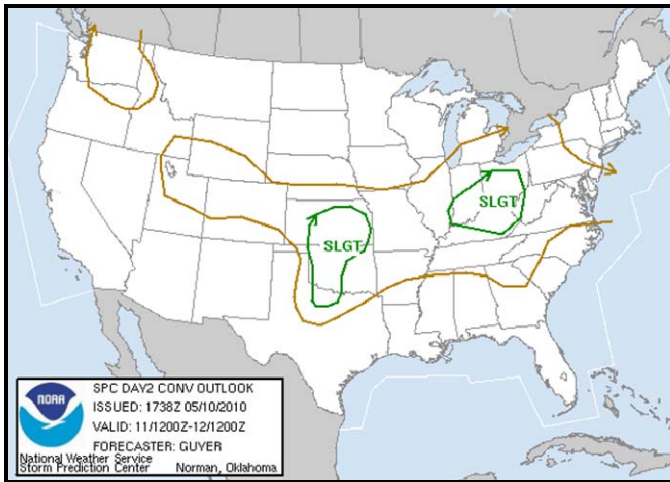 SLGT
SLGT
NOAA
SPC DAY2 CONV OUTLOOK
ISSUED: 1738Z 05/10/2010
VALID: 11/1200Z-12/1200Z
FORECASTER: GUYER
National Weather Service
Storm Prediction Center Norman, Oklahoma